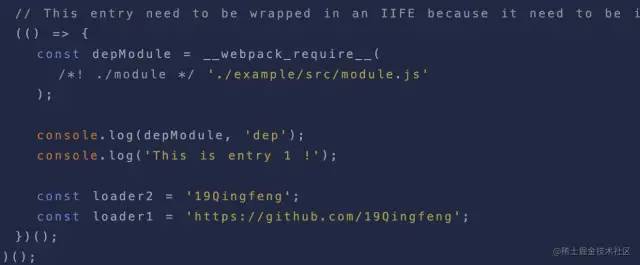 // This entry need to be wrapped in an IIFE because it need to be i
(() => {
const depModule = __webpack_require__(
/*! ./module */ './example/src/module.js'
);
console.log(depModule, 'dep');
console.log('This is entry 1 !');
const loader2 = '19Qingfeng';
const loader1 = 'https://github.com/19Qingfeng';
})();
)();
@稀土掘金技术社区